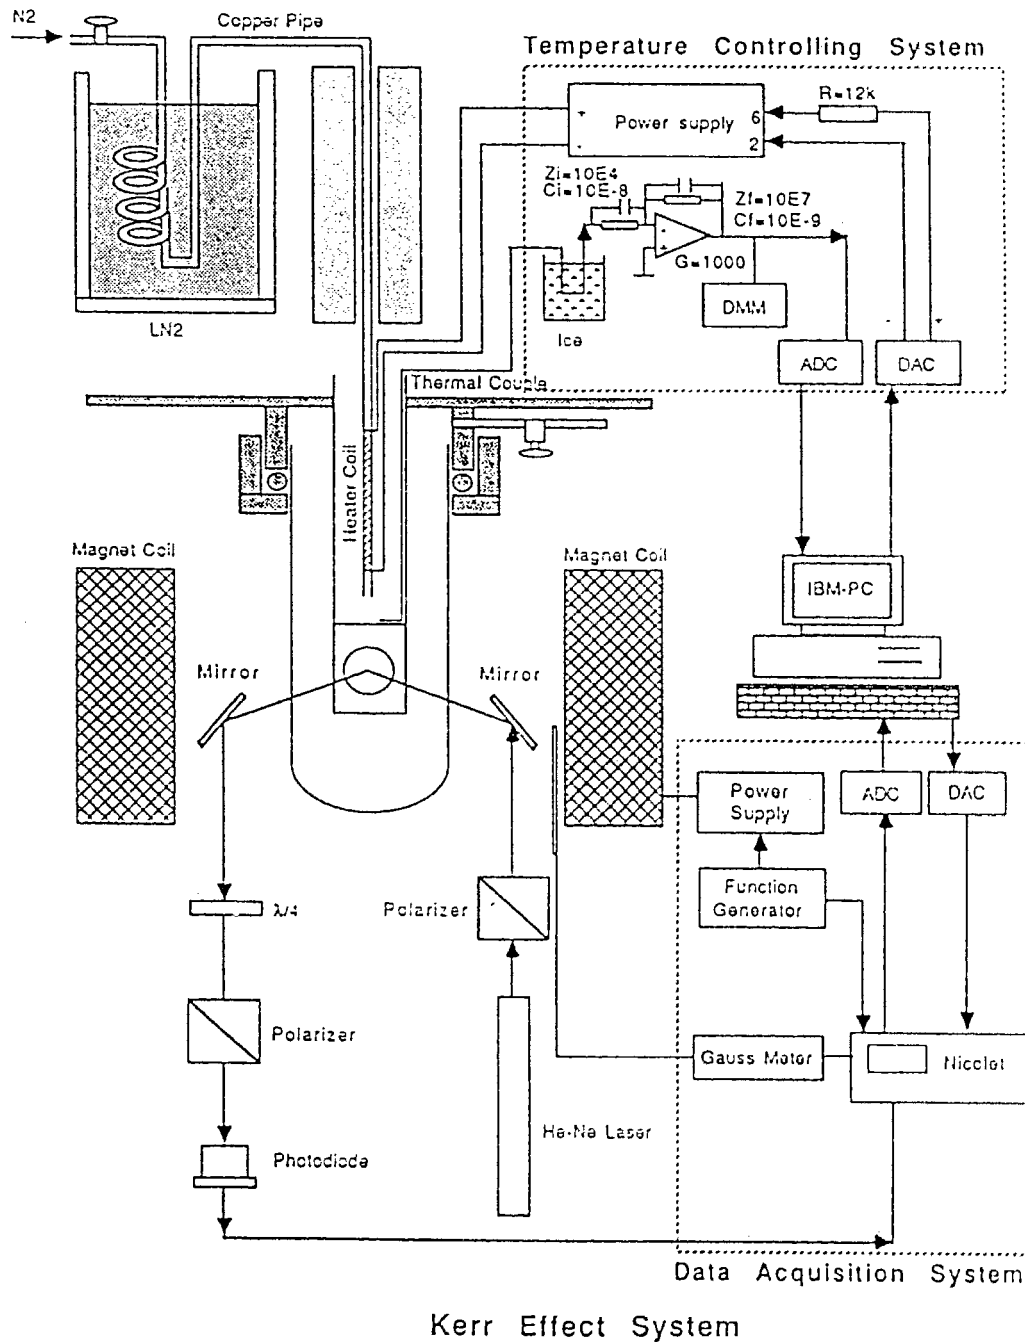 N2
Copper Pipe
Temperature Controlling System
R=12k
+
-
Power supply
6
2
Zi=10E4
Ci=10E-8
Zf=10E7
Cf=10E-9
-
+
G=1000
DMM
Ice
LN2
- +
ADC
DAC
Thermal Couple
Heater Coil
Magnet Coil
Magnet Coil
IBM-PC
Mirror
Mirror
Power
Supply
ADC
DAC
Function
Generator
λ/4
Polarizer
Polarizer
Gauss Meter
Nicolet
He-Ne Laser
Photodiode
Data Acquisition System
Kerr Effect System